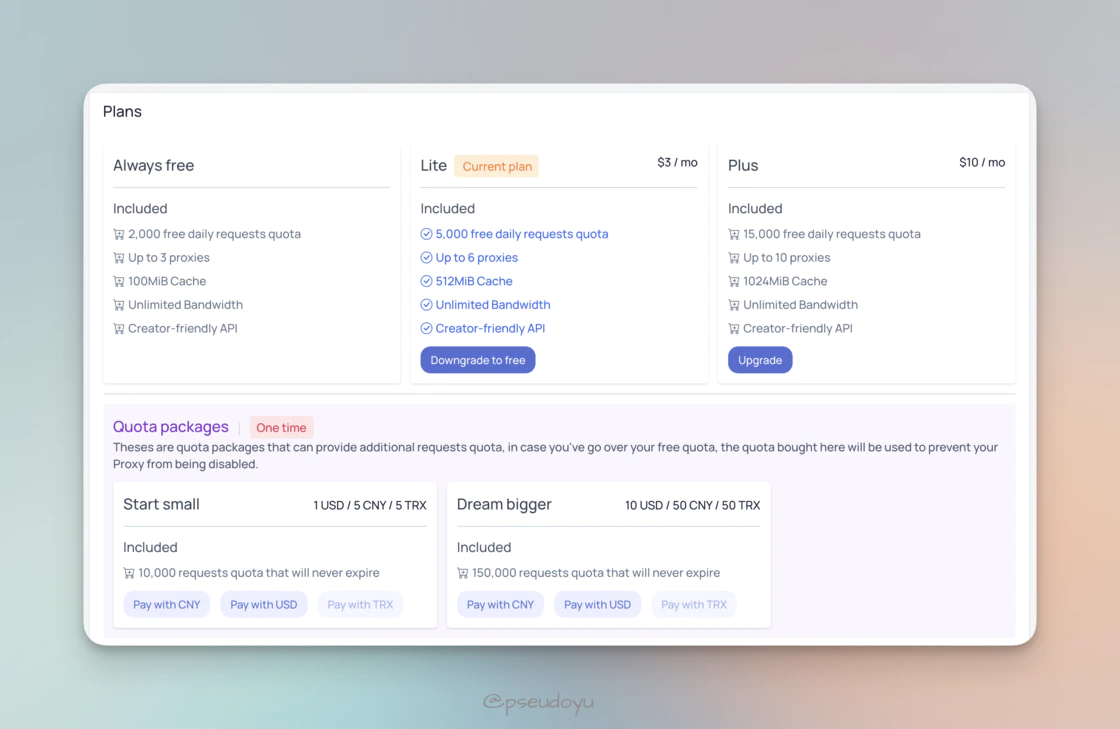 Plans
Always free
Included
2,000 free daily requests quota
Up to 3 proxies
100MiB Cache
Unlimited Bandwidth
Creator-friendly API
Lite Current plan $3 / mo
Included
5,000 free daily requests quota
Up to 6 proxies
512MiB Cache
Unlimited Bandwidth
Creator-friendly API
Downgrade to free
Plus $10 / mo
Included
15,000 free daily requests quota
Up to 10 proxies
1024MiB Cache
Unlimited Bandwidth
Creator-friendly API
Upgrade
Quota packages | One time
Theses are quota packages that can provide additional requests quota, in case you've go over your free quota, the quota bought here will be used to prevent your
Proxy from being disabled.
Start small 1 USD / 5 CNY / 5 TRX
Included
10,000 requests quota that will never expire
Pay with CNY Pay with USD Pay with TRX
Dream bigger 10 USD / 50 CNY / 50 TRX
Included
150,000 requests quota that will never expire
Pay with CNY Pay with USD Pay with TRX
@pseudoyu